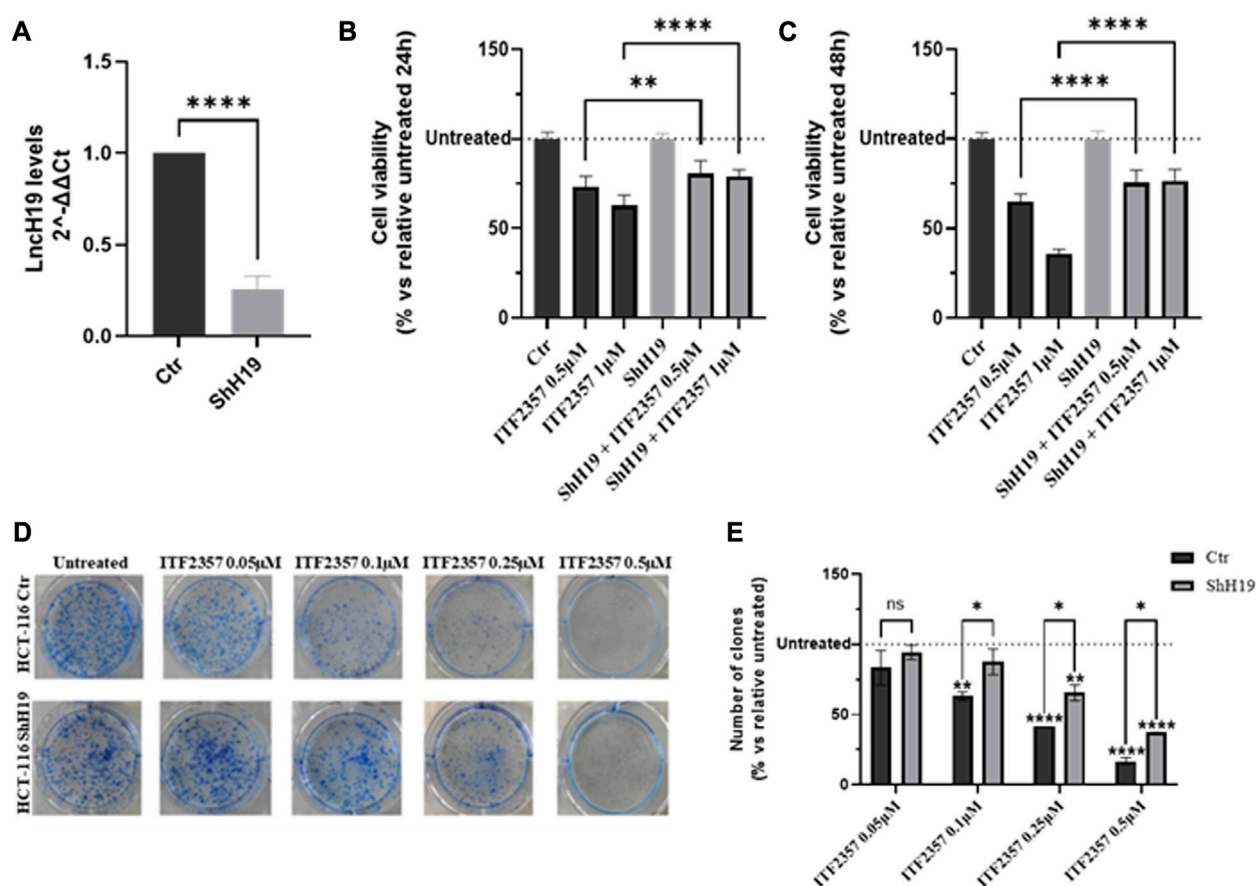 A
LncH19 levels
2^-ΔΔCt
1.5
1.0
0.5
0.0
****
Ctr
ShH19
B
Cell viability
(% vs relative untreated 24h)
150
Untreated
50
0
****
**
Ctr
ITF2357 0.5μM
ITF2357 1μM
ShH19
ShH19 + ITF2357 0.5μM
ShH19 + ITF2357 1μM
C
Cell viability
(% vs relative untreated 48h)
150
Untreated
50
0
****
****
Ctr
ITF2357 0.5μM
ITF2357 1μM
ShH19
ShH19 + ITF2357 0.5μM
ShH19 + ITF2357 1μM
D
Untreated
ITF2357 0.05μM
ITF2357 0.1μM
ITF2357 0.25μM
ITF2357 0.5μM
HCT-116 Ctr
HCT-116 ShH19
E
Ctr
ShH19
Number of clones
(% vs relative untreated)
150
Untreated
50
0
ns
*
*
*
**
****
**
****
****
ITF2357 0.05μM
ITF2357 0.1μM
ITF2357 0.25μM
ITF2357 0.5μM